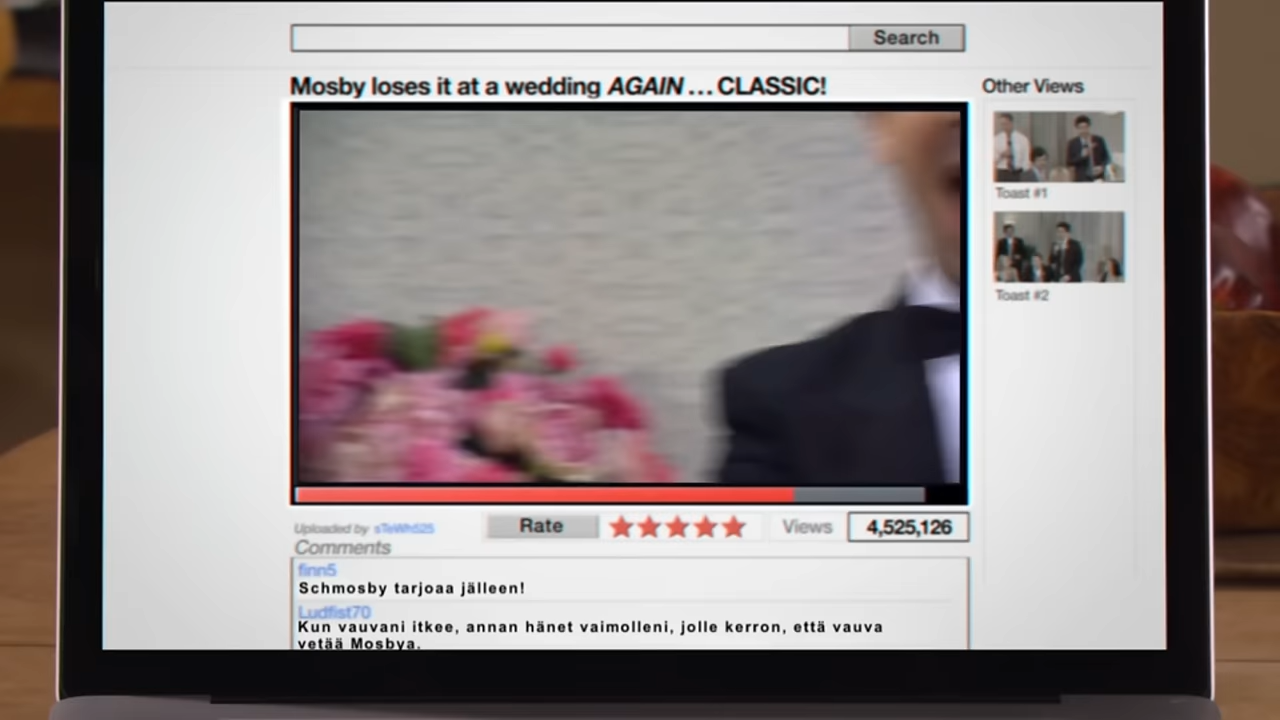 Search
Mosby loses it at a wedding AGAIN ... CLASSIC!
Other Views
Toast #1
Toast #2
Uploaded by sTeWh525
Rate
Views
4,525,126
Comments
finn5
Schmosby tarjoaa jälleen!
Ludfist70
Kun vauvani itkee, annan hänet vaimolleni, jolle kerron, että vauva
vetää Mosbya.